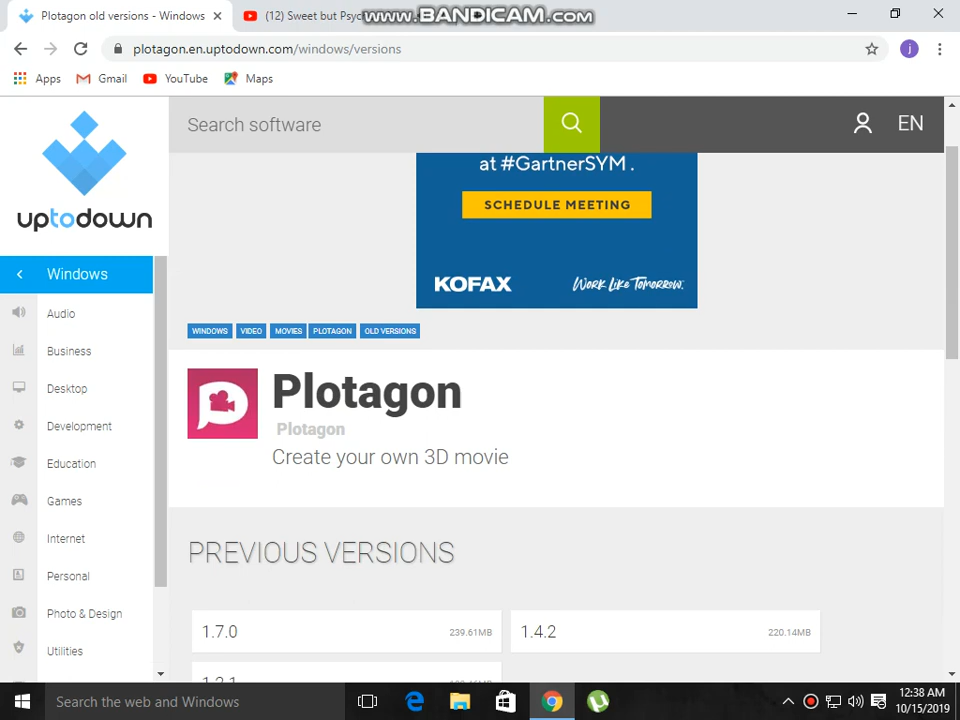 Plotagon old versions - Windows
(12) Sweet but Psyc
www.BANDICAM.com
plotagon.en.uptodown.com/windows/versions
j
Apps
Gmail
YouTube
Maps
uptodown
Search software
EN
at #GartnerSYM .
SCHEDULE MEETING
KOFAX
Work Like Tomorrow.
Windows
Audio
Business
Desktop
Development
Education
Games
Internet
Personal
Photo & Design
Utilities
WINDOWS VIDEO MOVIES PLOTAGON OLD VERSIONS
Plotagon
Plotagon
Create your own 3D movie
PREVIOUS VERSIONS
1.7.0 239.61MB
1.4.2 220.14MB
Search the web and Windows
12:38 AM
10/15/2019